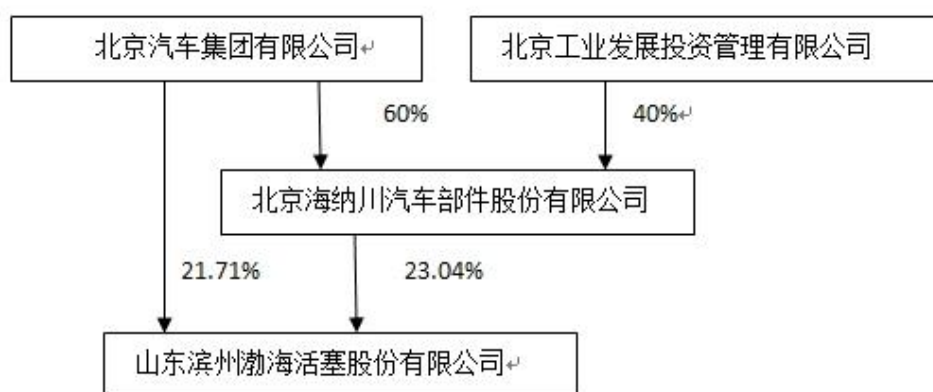 北京汽车集团有限公司
北京工业发展投资管理有限公司
60%
40%
北京海纳川汽车部件股份有限公司
21.71%
23.04%
山东滨州渤海活塞股份有限公司